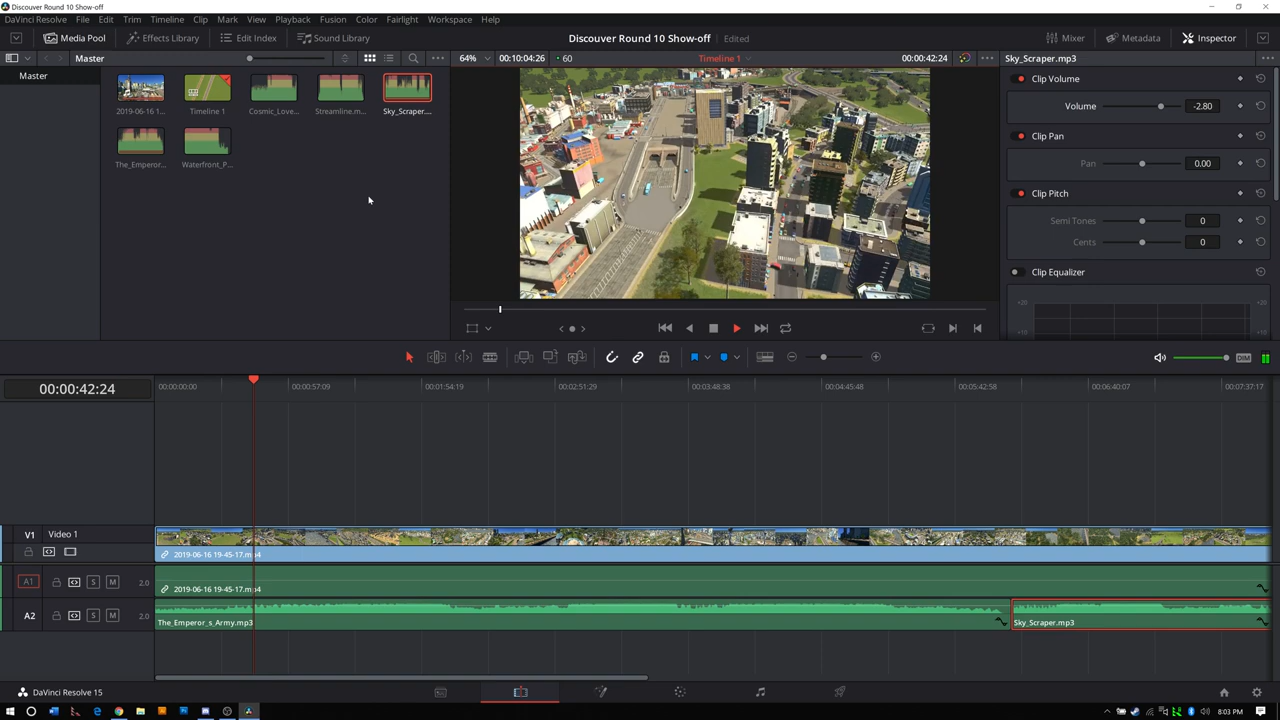 Discover Round 10 Show-off
DaVinci Resolve File Edit Trim Timeline Clip Mark View Playback Fusion Color Fairlight Workspace Help
Media Pool Effects Library Edit Index Sound Library Discover Round 10 Show-off Edited Mixer Metadata Inspector
Master 64% 00:10:04:26 60 Timeline 1 00:00:42:24 Sky_Scraper.mp3
Master
Clip Volume
Volume -2.80
2019-06-16 1... Timeline 1 Cosmic_Love... Streamline.m... Sky_Scraper....
Clip Pan
The_Emperor... Waterfront_P...
Pan 0.00
Clip Pitch
Semi Tones 0
Cents 0
Clip Equalizer
+20 +20
+10 +10
DIM
00:00:42:24 00:00:00:00 00:00:57:09 00:01:54:19 00:02:51:29 00:03:48:38 00:04:45:48 00:05:42:58 00:06:40:07 00:07:37:17
V1 Video 1
2019-06-16 19-45-17.mp4
A1 S M 2.0
2019-06-16 19-45-17.mp4
A2 S M 2.0
The_Emperor_s_Army.mp3 Sky_Scraper.mp3
DaVinci Resolve 15
8:03 PM